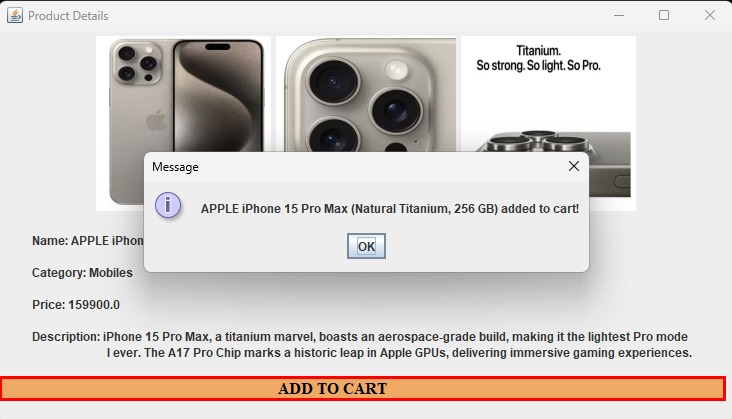 Product Details
Titanium.
So strong. So light. So Pro.
Message
APPLE iPhone 15 Pro Max (Natural Titanium, 256 GB) added to cart!
OK
Name: APPLE iPhon
Category: Mobiles
Price: 159900.0
Description: iPhone 15 Pro Max, a titanium marvel, boasts an aerospace-grade build, making it the lightest Pro mode
l ever. The A17 Pro Chip marks a historic leap in Apple GPUs, delivering immersive gaming experiences.
ADD TO CART